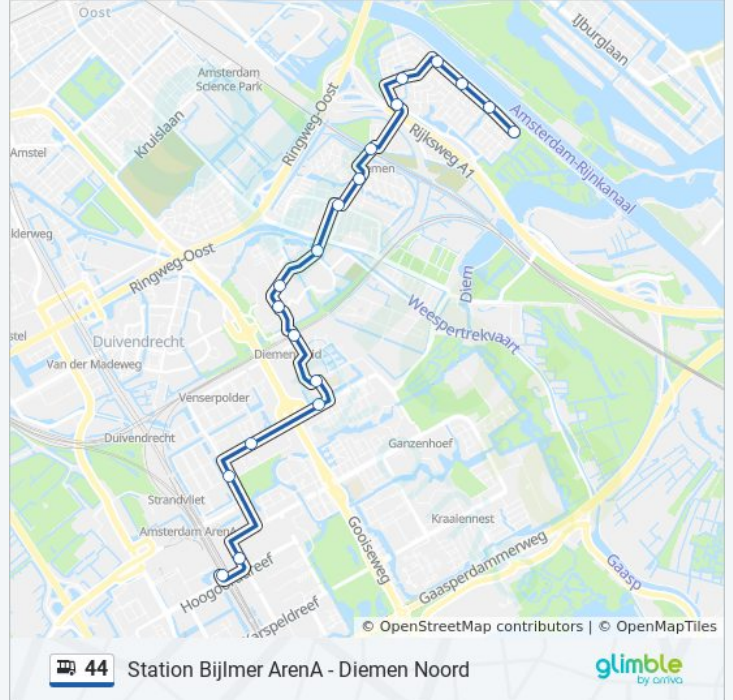 Oost
IJburglaan
Amsterdam
Science Park
Ringweg-Oost
Kruislaan
Amsterdam-Rijnkanaal
Rijksweg A1
Amstel
men
klerweg
Ringweg-Oost
Diem
Weespertrekvaart
stel
Duivendrecht
Van der Madeweg
Venserpolder
Duivendrecht
Ganzenhoef
Strandvliet
Kraaiennest
Amsterdam ArenA
Gooiseweg
Gaasperdammerweg
Gaasp
Karspeldreef
© OpenStreetMap contributors | © OpenMapTiles
44 Station Bijlmer ArenA - Diemen Noord
glimble
by arriva